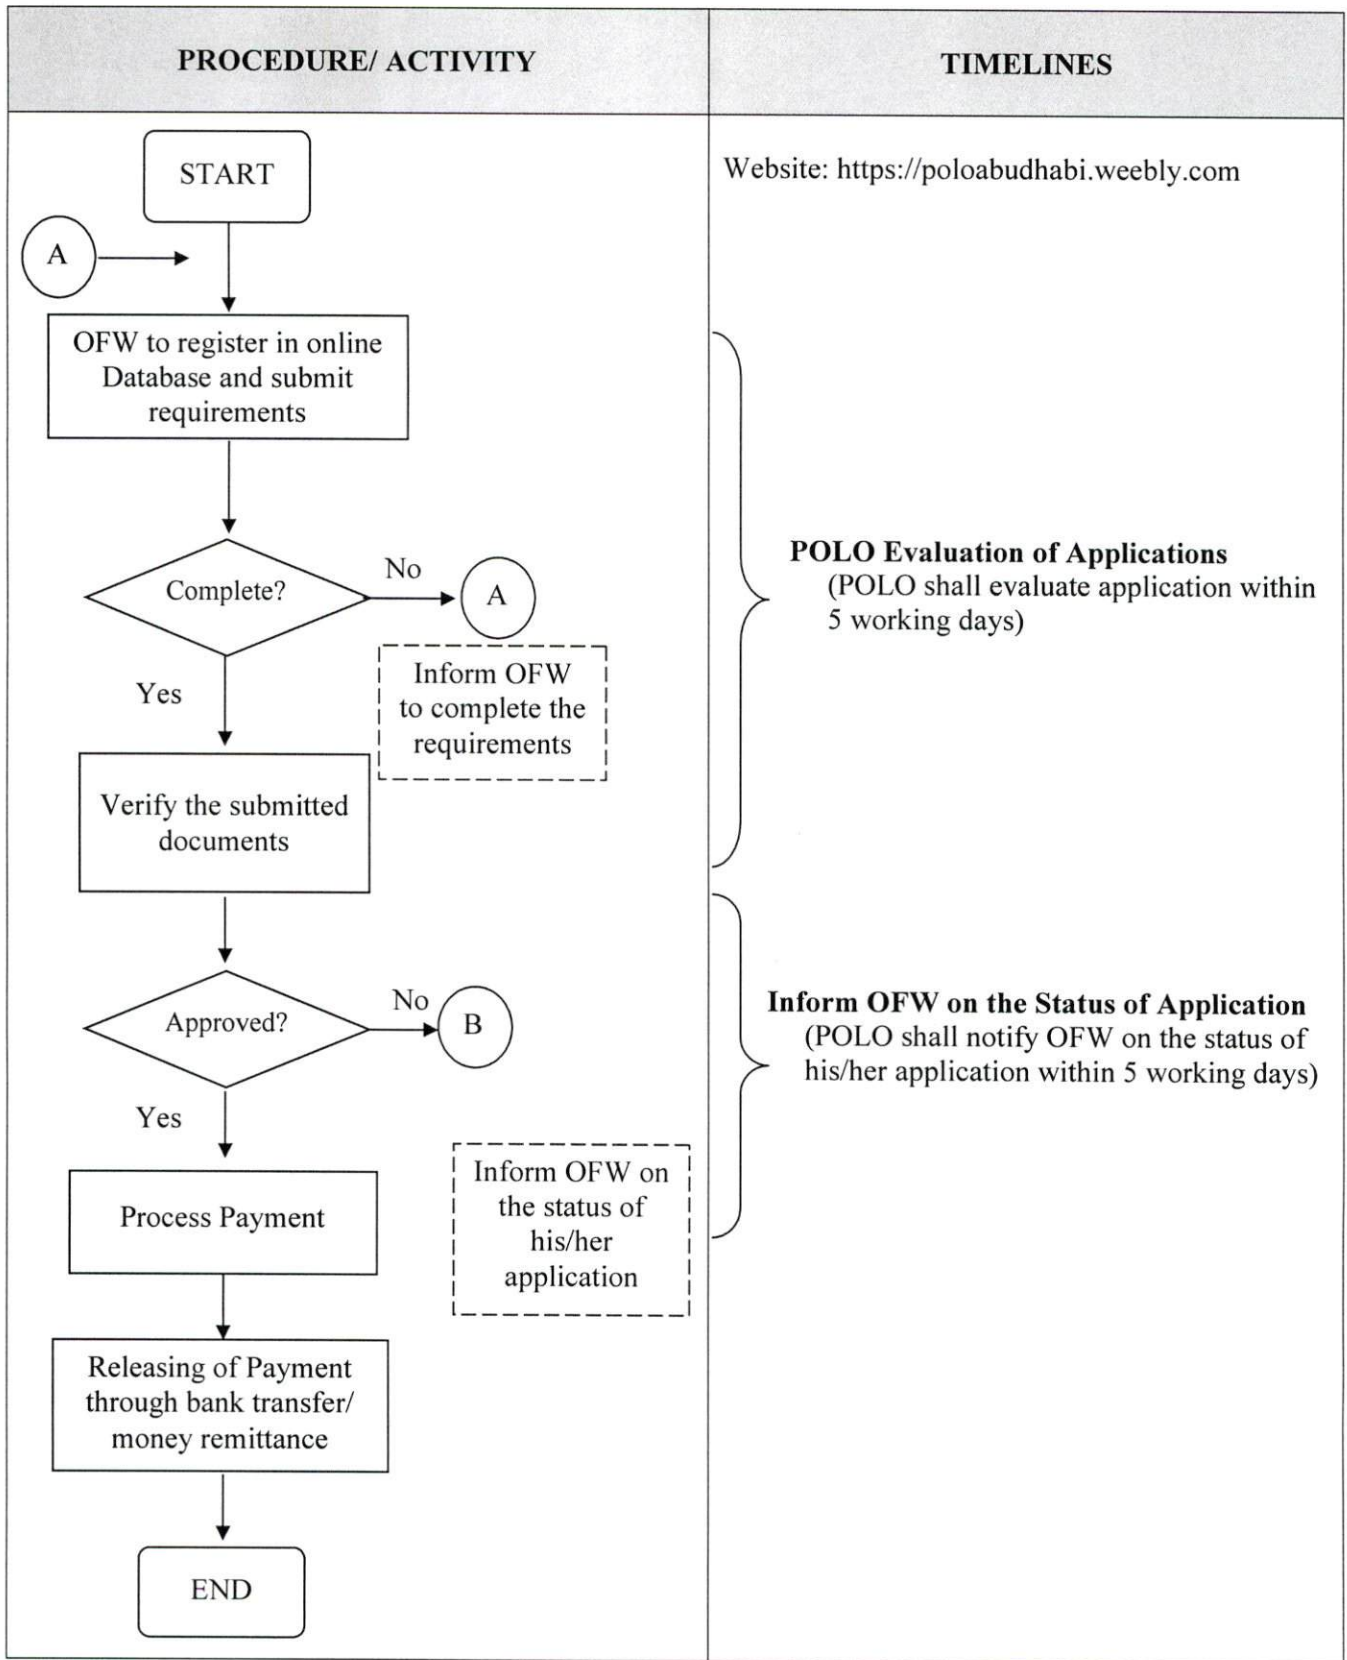 PROCEDURE/ ACTIVITY
TIMELINES
START
Website: https://poloabudhabi.weebly.com
A
OFW to register in online
Database and submit
requirements
Complete?
No
A
Inform OFW
to complete the
requirements
Yes
POLO Evaluation of Applications
(POLO shall evaluate application within
5 working days)
Verify the submitted
documents
Approved?
No
B
Inform OFW on the Status of Application
(POLO shall notify OFW on the status of
his/her application within 5 working days)
Yes
Inform OFW on
the status of
his/her
application
Process Payment
Releasing of Payment
through bank transfer/
money remittance
END